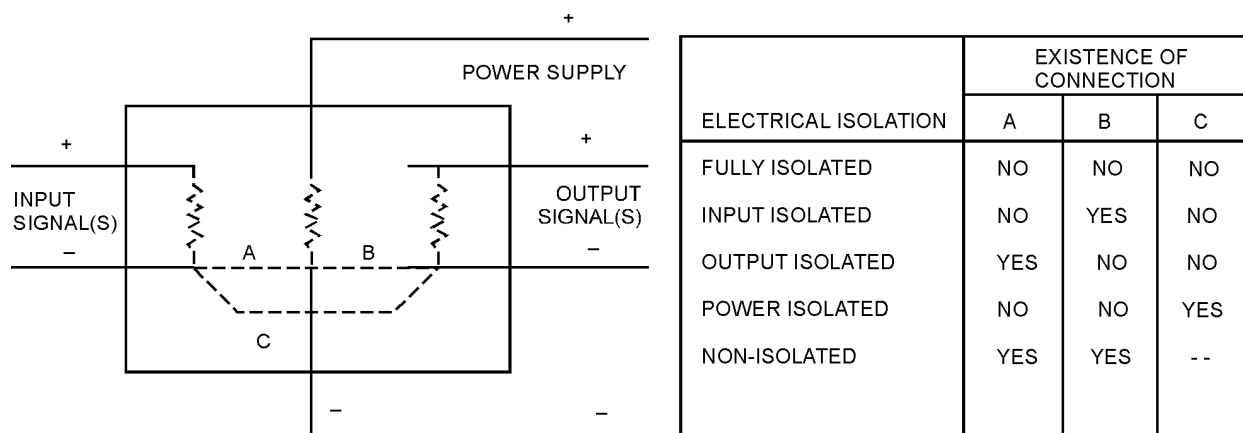 +
POWER SUPPLY
+
+
INPUT
SIGNAL(S)
–
OUTPUT
SIGNAL(S)
–
A
B
C
–
–
ELECTRICAL ISOLATION
EXISTENCE OF
CONNECTION
A B C
FULLY ISOLATED NO NO NO
INPUT ISOLATED NO YES NO
OUTPUT ISOLATED YES NO NO
POWER ISOLATED NO NO YES
NON-ISOLATED YES YES - -